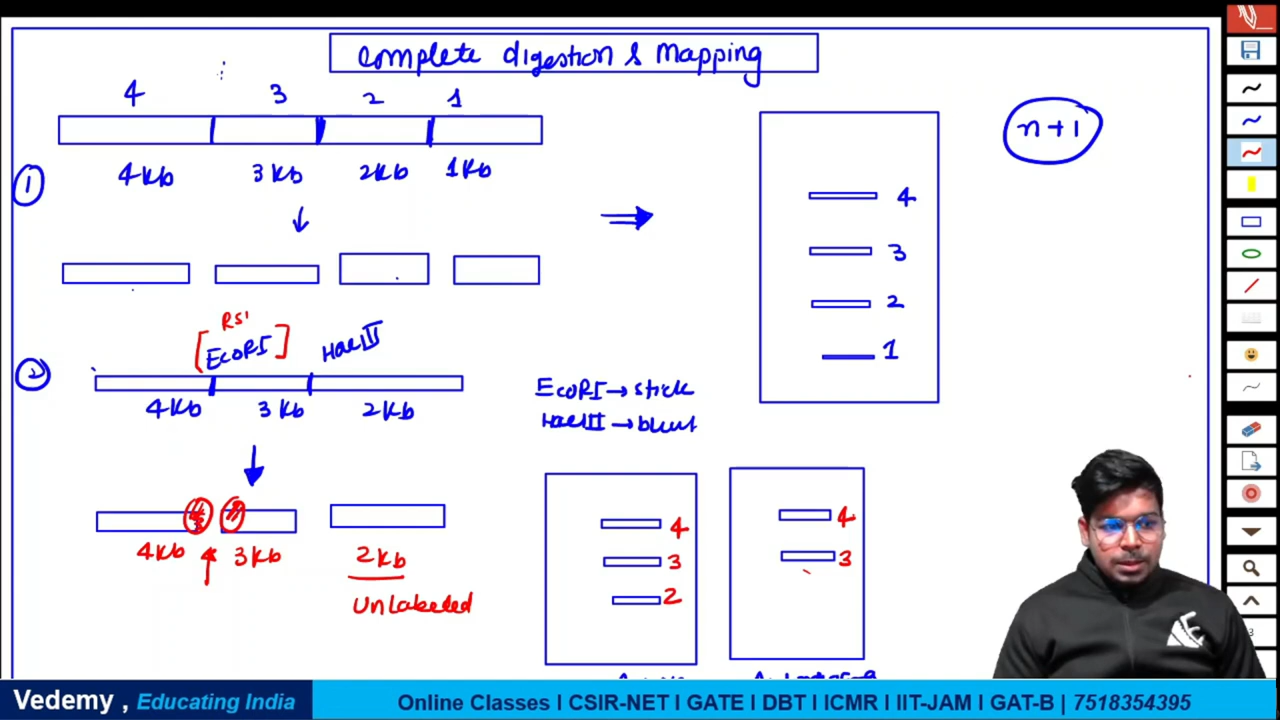 Complete digestion & Mapping
4 3 2 1
n+1
4Kb 3Kb 2Kb 1Kb
①
4
3
2
1
RS'
[EcoRI] HaeIII
②
4Kb 3Kb 2Kb
EcoRI → stick
HaeIII → blunt
4Kb 3Kb 2Kb
Unlabeled
4
3
2
4
3
Vedemy , Educating India
Online Classes I CSIR-NET I GATE I DBT I ICMR I IIT-JAM I GAT-B | 7518354395